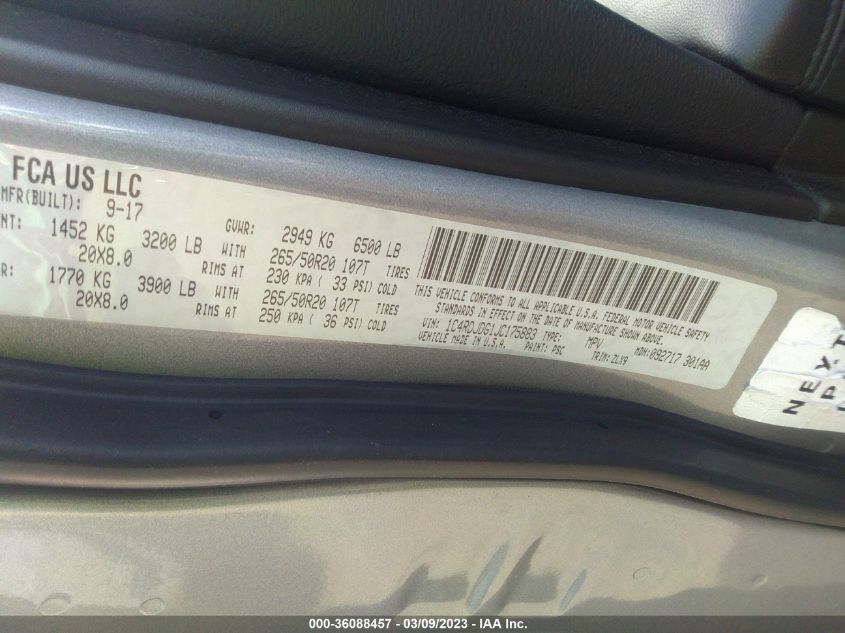 FCA US LLC
MFR(BUILT): 9-17
GVWR: 2949 KG 6500 LB
NT: 1452 KG 3200 LB WITH 265/50R20 107T TIRES
20X8.0 RIMS AT 230 KPA ( 33 PSI) COLD
R: 1770 KG 3900 LB WITH 265/50R20 107T TIRES
20X8.0 RIMS AT 250 KPA ( 36 PSI) COLD
THIS VEHICLE CONFORMS TO ALL APPLICABLE U.S.A. FEDERAL MOTOR VEHICLE SAFETY
STANDARDS IN EFFECT ON THE DATE OF MANUFACTURE SHOWN ABOVE.
VIN: 1C4RDJDG1JC175883 TYPE: MPV MDH: 092717 301AA
VEHICLE MADE IN U.S.A. PAINT: PSC TRIM: ZLX9
NEXT
000-36088457 - 03/09/2023 - IAA Inc.